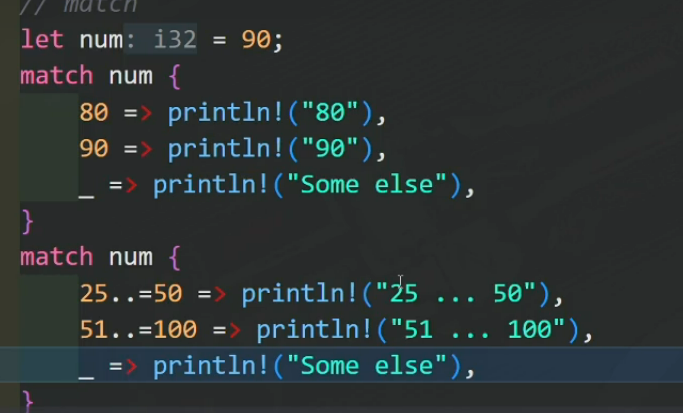 // match
let num: i32 = 90;
match num {
80 => println!("80"),
90 => println!("90"),
_ => println!("Some else"),
}
match num {
25..=50 => println!("25 ... 50"),
51..=100 => println!("51 ... 100"),
_ => println!("Some else"),
}